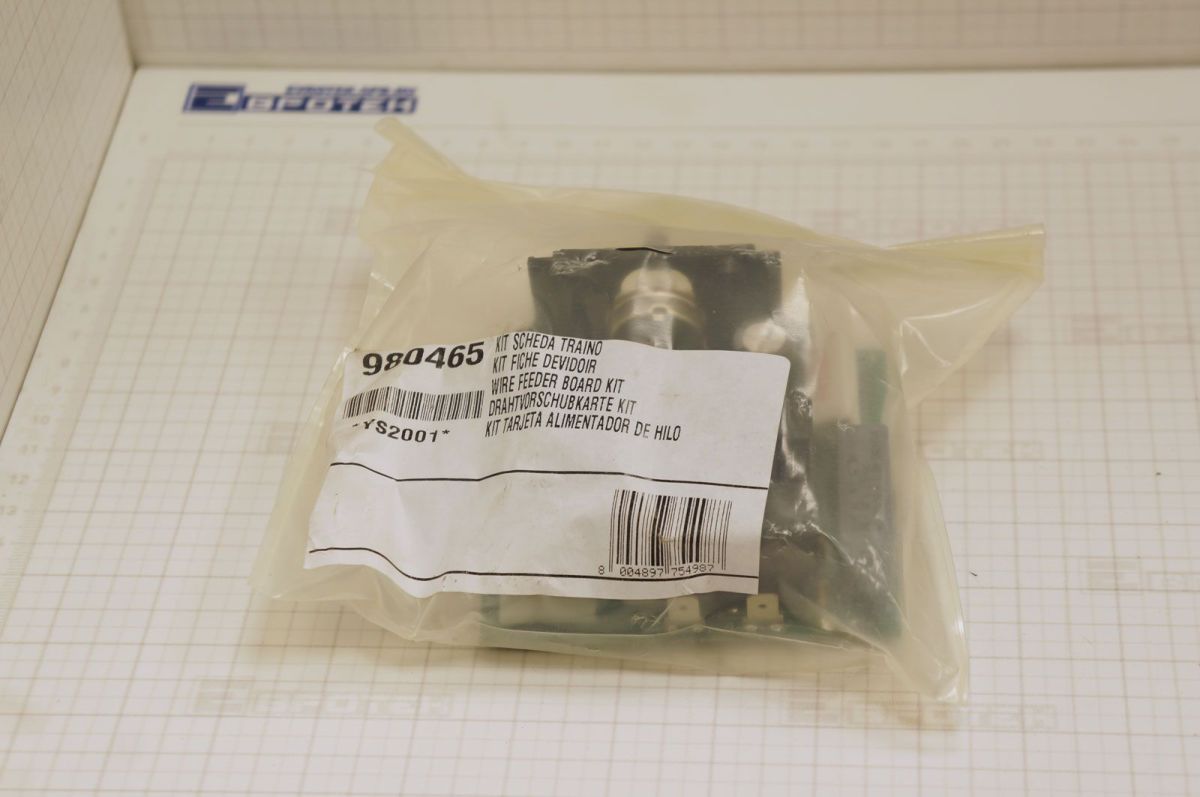 ЕВРОТЕК
980465
KIT SCHEDA TRAINO
KIT FICHE DEVIDOIR
WIRE FEEDER BOARD KIT
DRAHTVORSCHUBKARTE KIT
KIT TARJETA ALIMENTADOR DE HILO
*YS2001*
8 004897 754987